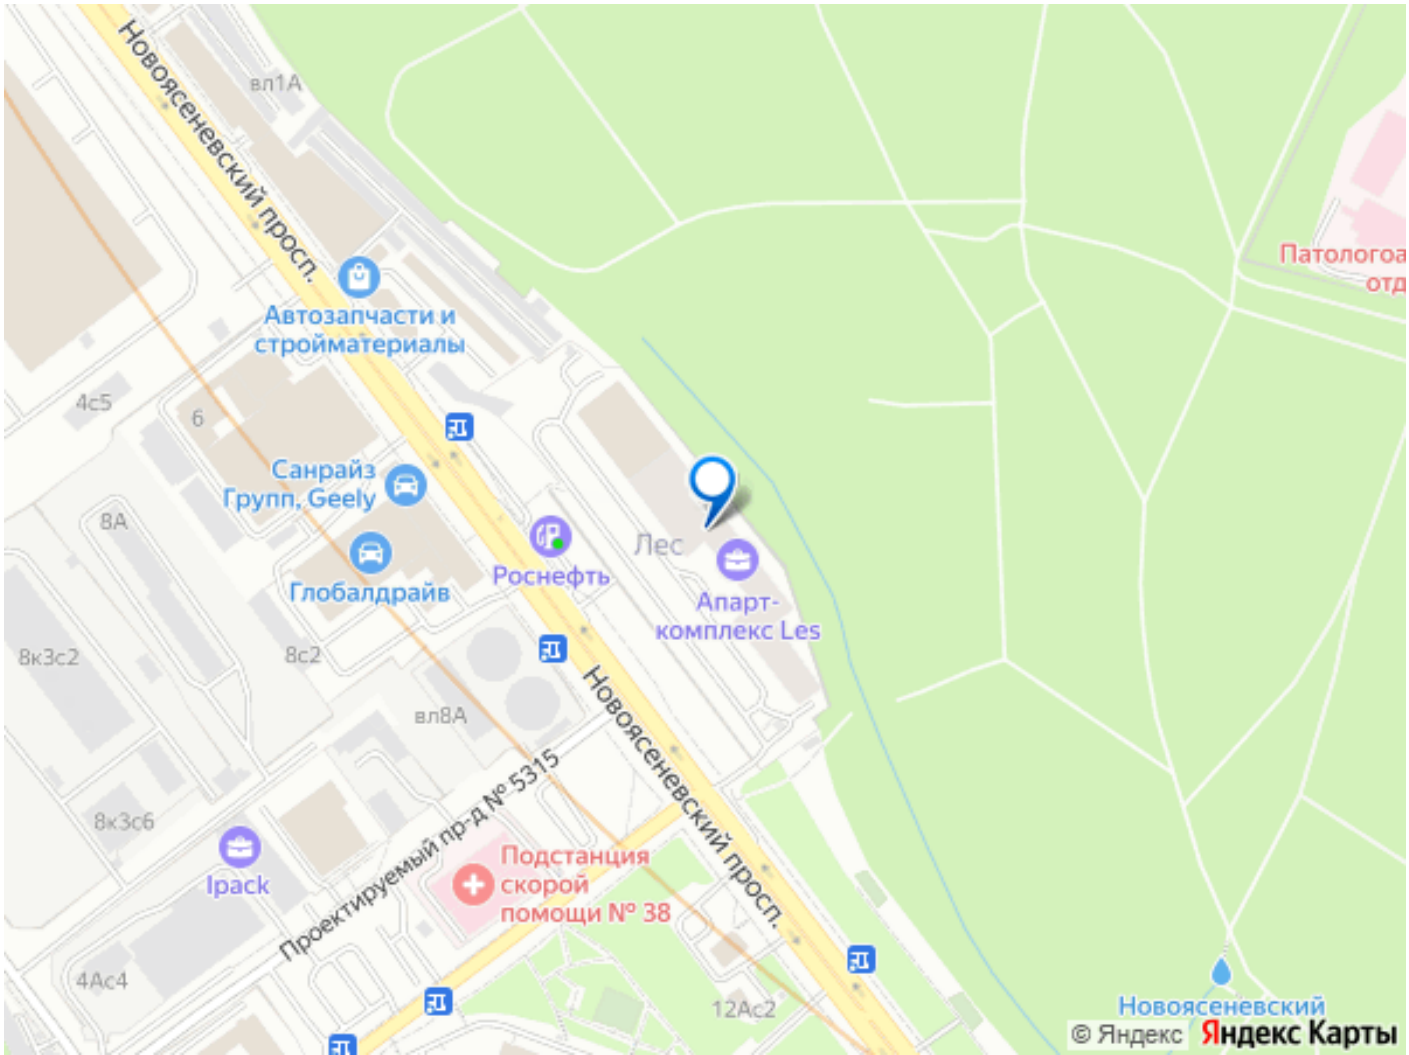 Новоясеневский просп.
вл1А
Патологоа
отд
Автозапчасти и
стройматериалы
4с5
6
Санрайз
Групп, Geely
8А
Лес
Роснефть
Глобалдрайв
Апарт-
комплекс Les
8к3с2
8с2
вл8А
Новоясеневский просп.
Проектируемый пр-д № 5315
8к3с6
Ipack
Подстанция
скорой
помощи № 38
4Ас4
12Ас2
Новоясеневский
© Яндекс Яндекс Карты